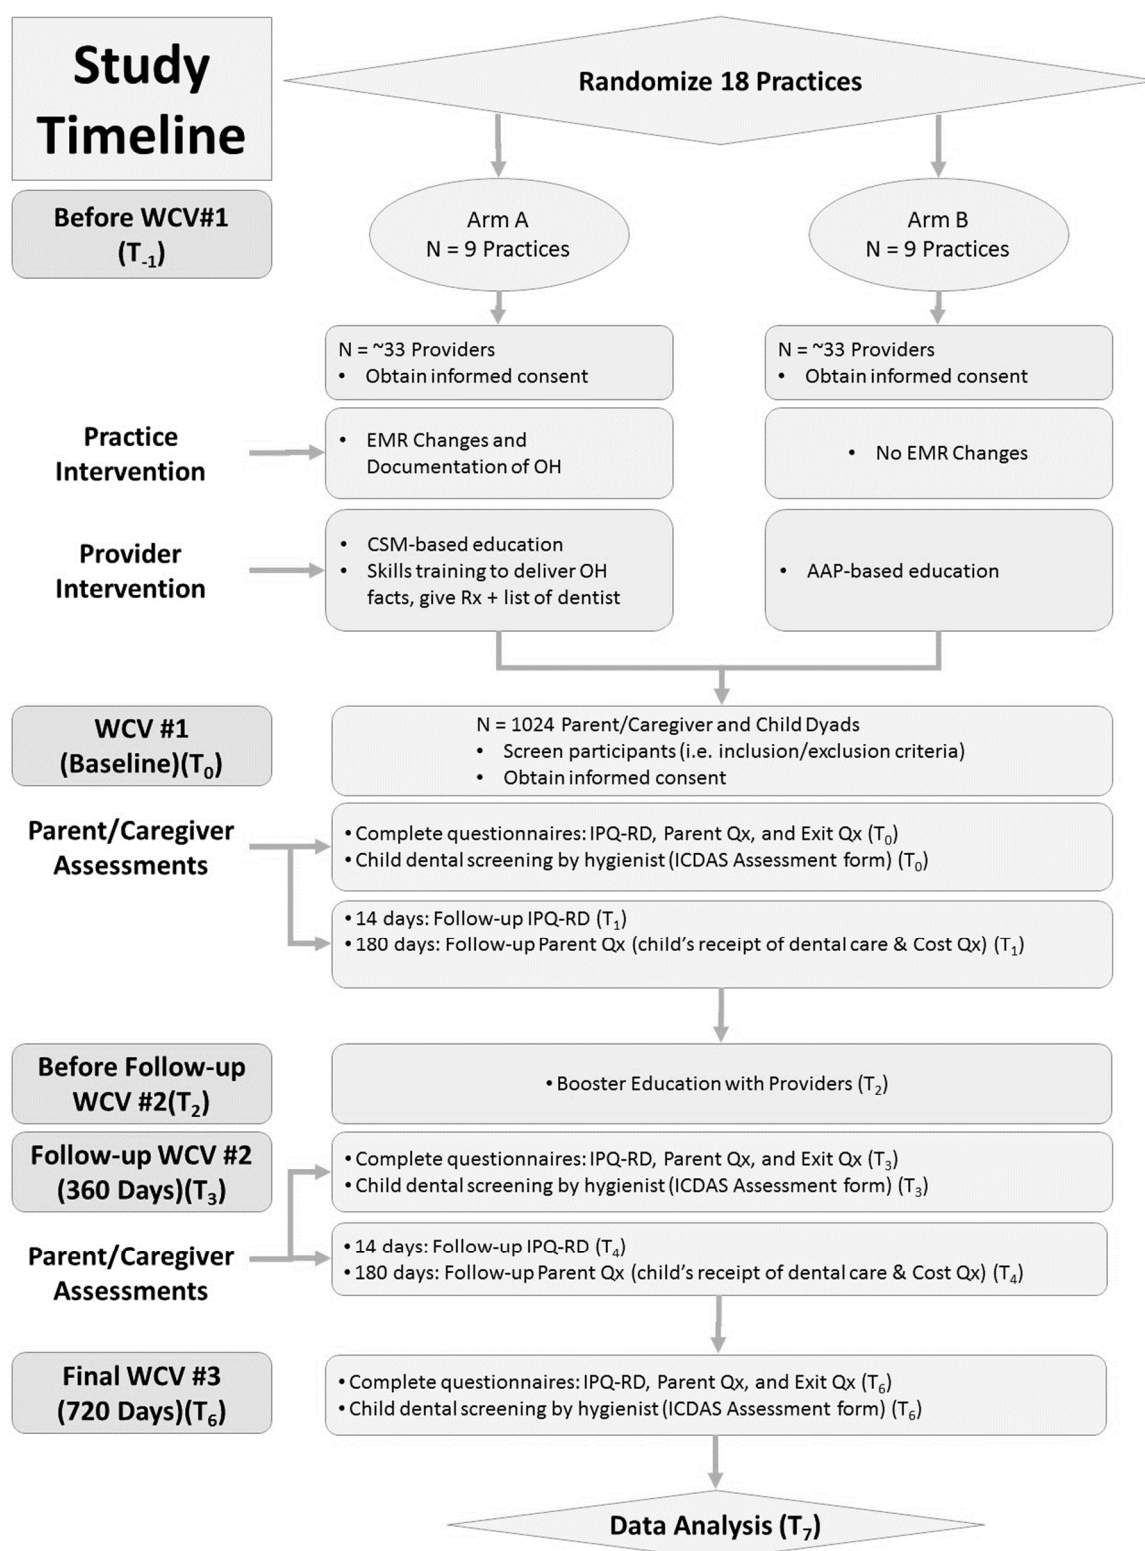 Study
Timeline
Randomize 18 Practices
Before WCV#1
(T-1)
Arm A
N = 9 Practices
Arm B
N = 9 Practices
N = ~33 Providers
• Obtain informed consent
N = ~33 Providers
• Obtain informed consent
Practice
Intervention
• EMR Changes and
Documentation of OH
• No EMR Changes
Provider
Intervention
• CSM-based education
• Skills training to deliver OH
facts, give Rx + list of dentist
• AAP-based education
WCV #1
(Baseline)(T0)
N = 1024 Parent/Caregiver and Child Dyads
• Screen participants (i.e. inclusion/exclusion criteria)
• Obtain informed consent
Parent/Caregiver
Assessments
• Complete questionnaires: IPQ-RD, Parent Qx, and Exit Qx (T0)
• Child dental screening by hygienist (ICDAS Assessment form) (T0)
• 14 days: Follow-up IPQ-RD (T1)
• 180 days: Follow-up Parent Qx (child's receipt of dental care & Cost Qx) (T1)
Before Follow-up
WCV #2(T2)
• Booster Education with Providers (T2)
Follow-up WCV #2
(360 Days)(T3)
• Complete questionnaires: IPQ-RD, Parent Qx, and Exit Qx (T3)
• Child dental screening by hygienist (ICDAS Assessment form) (T3)
Parent/Caregiver
Assessments
• 14 days: Follow-up IPQ-RD (T4)
• 180 days: Follow-up Parent Qx (child's receipt of dental care & Cost Qx) (T4)
Final WCV #3
(720 Days)(T6)
• Complete questionnaires: IPQ-RD, Parent Qx, and Exit Qx (T6)
• Child dental screening by hygienist (ICDAS Assessment form) (T6)
Data Analysis (T7)